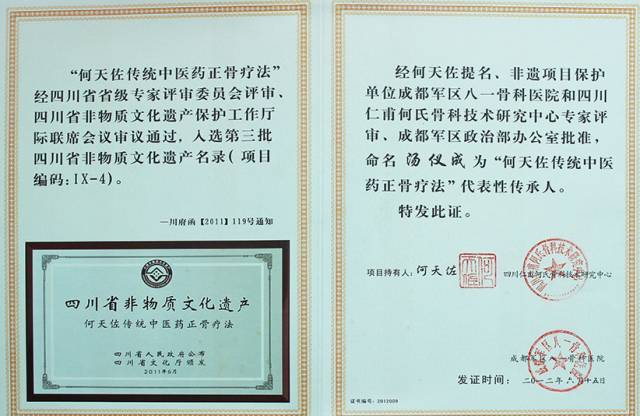 “何天佐传统中医药正骨疗法”
经四川省省级专家评审委员会评审、
四川省非物质文化遗产保护工作厅
际联席会议审议通过，入选第三批
四川省非物质文化遗产名录（项目
编码：IX-4）。
—川府函【2011】119号通知
四川省非物质文化遗产
何天佐传统中医药正骨疗法
四川省人民政府公布
四川省文化厅颁发
2011年6月
经何天佐提名、非遗项目保护
单位成都军区八一骨科医院和四川
仁甫何氏骨科技术研究中心专家评
审、成都军区政治部办公室批准，
命名 汤仪成 为“何天佐传统中医
药正骨疗法”代表性传承人。
特发此证。
项目持有人：何天佐
四川仁甫何氏骨科技术研究中心
成都军区八一骨科医院
发证时间：二〇一二年六月十五日
证书编号：2012009